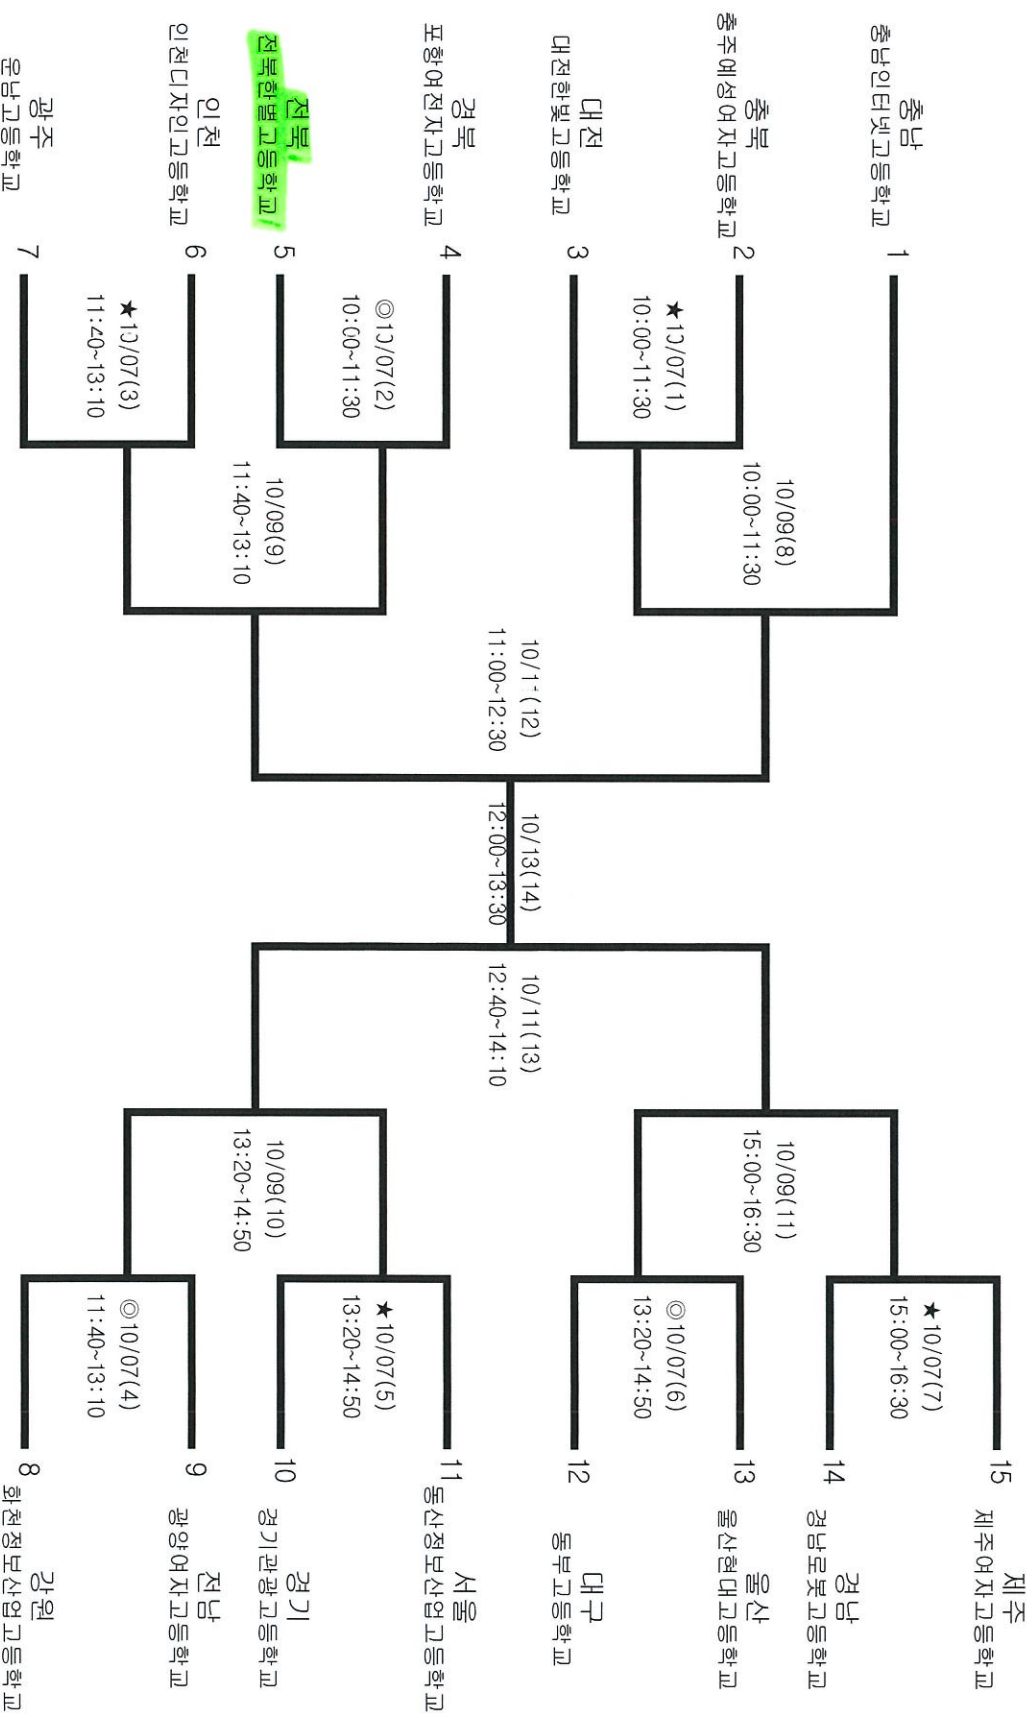 충남
충남인터넷고등학교
1
충북
충주예성여자고등학교
2
대전
대전한빛고등학교
3
경북
포항여전자고등학교
4
전북
전북한별고등학교
5
인천
인천디자인고등학교
6
광주
운남고등학교
7
★10/07(1)
10:00~11:30
◎10/07(2)
10:00~11:30
★10/07(3)
11:40~13:10
10/09(8)
10:00~11:30
10/09(9)
11:40~13:10
10/11(12)
11:00~12:30
10/13(14)
12:00~13:30
10/11(13)
12:40~14:10
10/09(11)
15:00~16:30
10/09(10)
13:20~14:50
★10/07(7)
15:00~16:30
◎10/07(6)
13:20~14:50
★10/07(5)
13:20~14:50
◎10/07(4)
11:40~13:10
15
제주
제주여자고등학교
14
경남
경남로봇고등학교
13
울산
울산현대고등학교
12
대구
동부고등학교
11
서울
동산정보산업고등학교
10
경기
경기관광고등학교
9
전남
광양여자고등학교
8
강원
화천정보산업고등학교